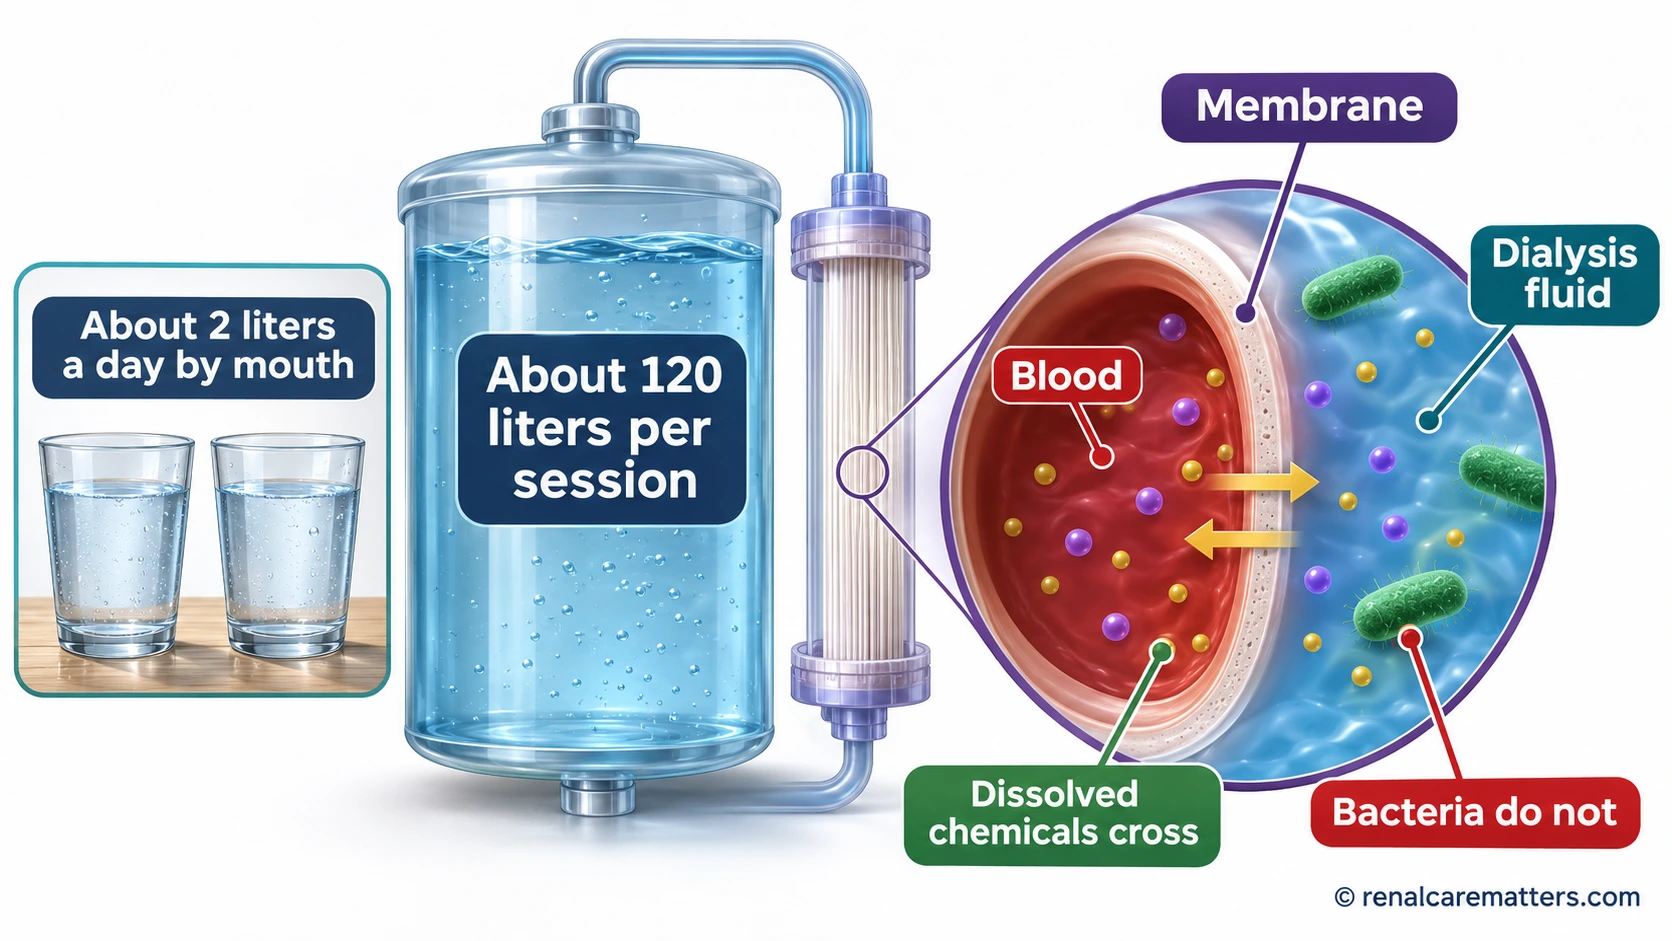 About 2 liters
a day by mouth
About 120
liters per
session
Membrane
Dialysis
fluid
Blood
Dissolved
chemicals cross
Bacteria do not
© renalcarematters.com